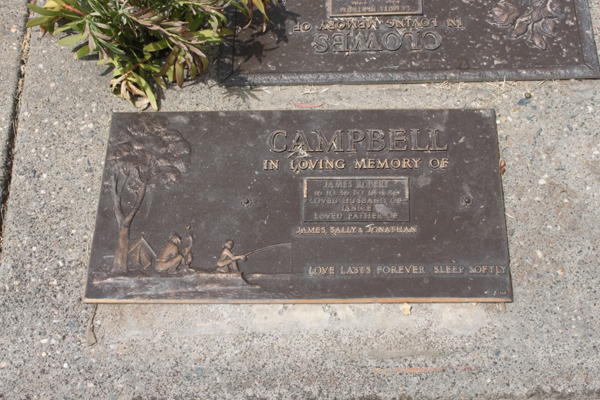 IN LOVING MEMORY OF
CLOWES
CAMPBELL
IN LOVING MEMORY OF
JAMES
LOVED HUSBAND OF
JANICE
LOVED FATHER OF
JAMES, SALLY & JONATHAN
LOVE LASTS FOREVER SLEEP SOFTLY